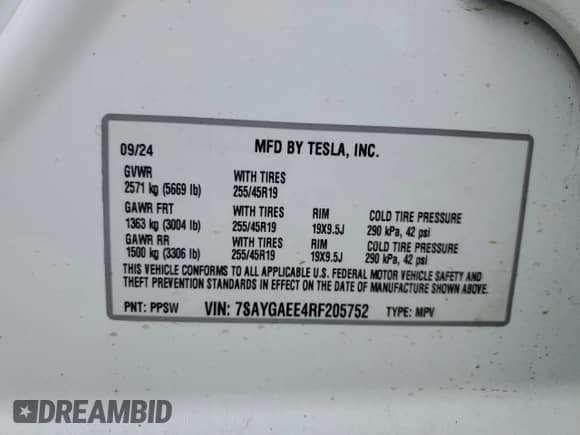 09/24 MFD BY TESLA, INC.
GVWR WITH TIRES
2571 kg (5669 lb) 255/45R19
GAWR FRT WITH TIRES RIM COLD TIRE PRESSURE
1363 kg (3004 lb) 255/45R19 19X9.5J 290 kPa, 42 psi
GAWR RR WITH TIRES RIM COLD TIRE PRESSURE
1500 kg (3306 lb) 255/45R19 19X9.5J 290 kPa, 42 psi
THIS VEHICLE CONFORMS TO ALL APPLICABLE U.S. FEDERAL MOTOR VEHICLE SAFETY AND
THEFT PREVENTION STANDARDS IN EFFECT ON THE DATE OF MANUFACTURE SHOWN ABOVE.
PNT: PPSW VIN: 7SAYGAEE4RF205752 TYPE: MPV
DREAMBID